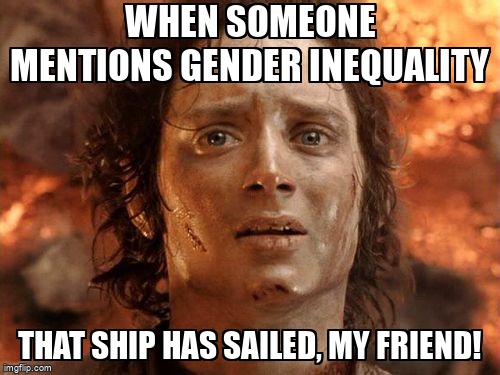 WHEN SOMEONE
MENTIONS GENDER INEQUALITY
THAT SHIP HAS SAILED, MY FRIEND!
imgflip.com